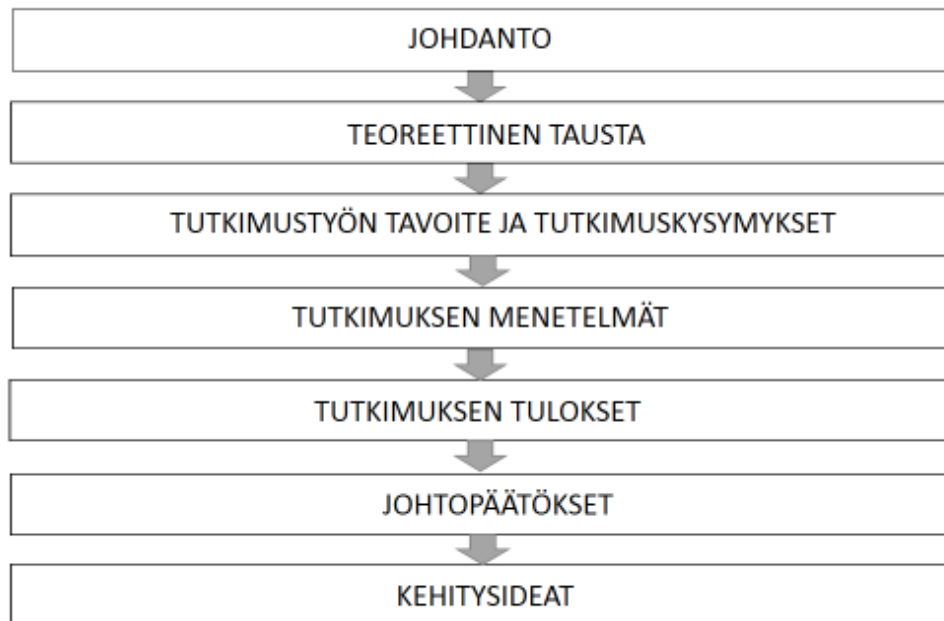 JOHDANTO
TEOREETTINEN TAUSTA
TUTKIMUSTYÖN TAVOITE JA TUTKIMUSKYSYMYKSET
TUTKIMUKSEN MENETELMÄT
TUTKIMUKSEN TULOKSET
JOHTOPÄÄTÖKSET
KEHITYSIDEAT